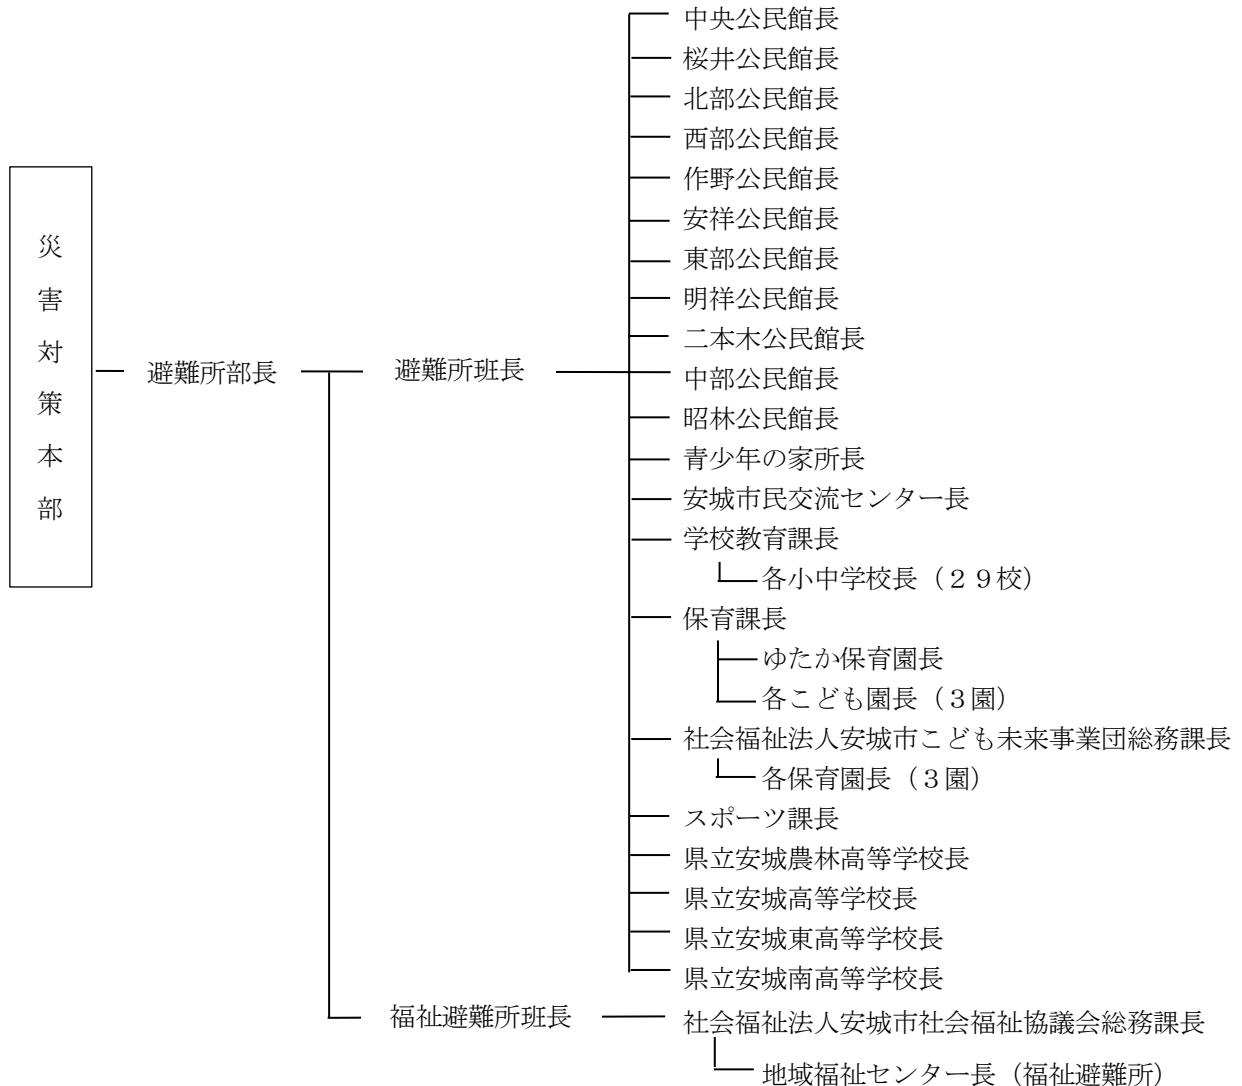 災害対策本部
避難所部長
避難所班長
中央公民館長
桜井公民館長
北部公民館長
西部公民館長
作野公民館長
安祥公民館長
東部公民館長
明祥公民館長
二本木公民館長
中部公民館長
昭林公民館長
青少年の家所長
安城市民交流センター長
学校教育課長
各小中学校長（２９校）
保育課長
ゆたか保育園長
各こども園長（３園）
社会福祉法人安城市こども未来事業団総務課長
各保育園長（３園）
スポーツ課長
県立安城農林高等学校長
県立安城高等学校長
県立安城東高等学校長
県立安城南高等学校長
福祉避難所班長
社会福祉法人安城市社会福祉協議会総務課長
地域福祉センター長（福祉避難所）